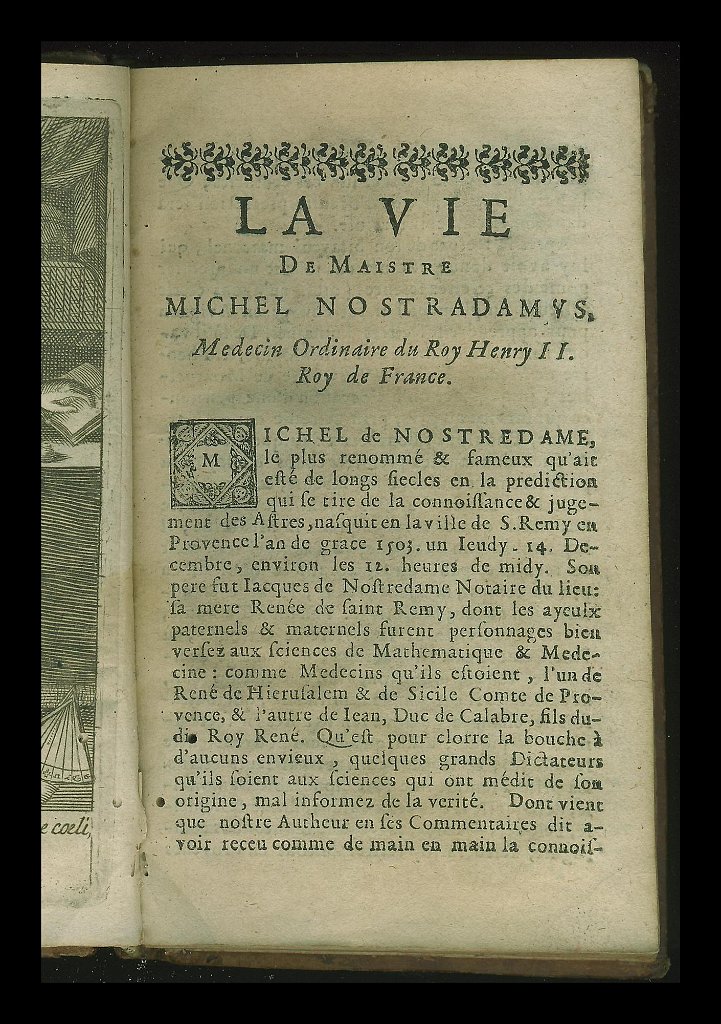 LA VIE
DE MAISTRE
MICHEL NOSTRADAMVS,
Medecin Ordinaire du Roy Henry II.
Roy de France.
MICHEL de NOSTREDAME,
le plus renommé & fameux qu'ait
eſté de longs ſiecles en la prediction
qui ſe tire de la connoiſſance & juge-
ment des Aſtres, naſquit en la ville de S. Remy en
Provence l'an de grace 1503. un Ieudy. 14. De-
cembre, environ les 12. heures de midy. Son
pere fut Iacques de Noſtredame Notaire du lieu:
ſa mere Renée de ſaint Remy, dont les ayeulx
paternels & maternels furent perſonnages bien
verſez aux ſciences de Mathematique & Mede-
cine: comme Medecins qu'ils eſtoient, l'un de
René de Hieruſalem & de Sicile Comte de Pro-
vence, & l'autre de Iean, Duc de Calabre, fils du-
dit Roy René. Qu'eſt pour clorre la bouche à
d'aucuns envieux, quelques grands Dictateurs
qu'ils ſoient aux ſciences qui ont médit de ſon
origine, mal informez de la verité. Dont vient
que noſtre Autheur en ſes Commentaires dit a-
voir receu comme de main en main la connoiſ-
e coeli,